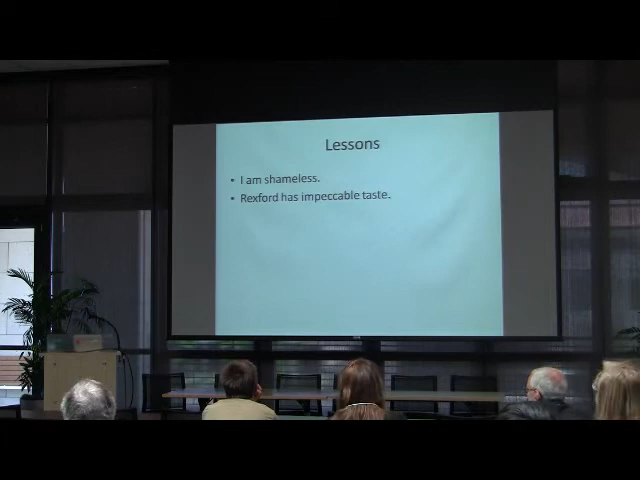 Lessons
• I am shameless.
• Rexford has impeccable taste.